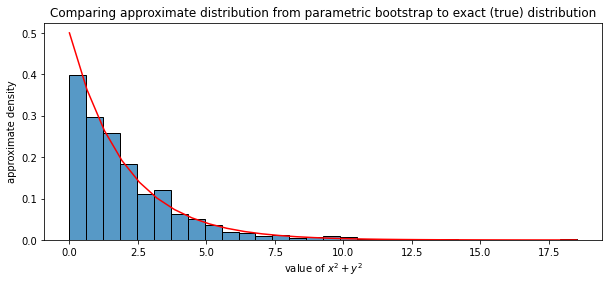 Comparing approximate distribution from parametric bootstrap to exact (true) distribution
approximate density
0.5
0.4
0.3
0.2
0.1
0.0
0.0 2.5 5.0 7.5 10.0 12.5 15.0 17.5
value of x² + y²